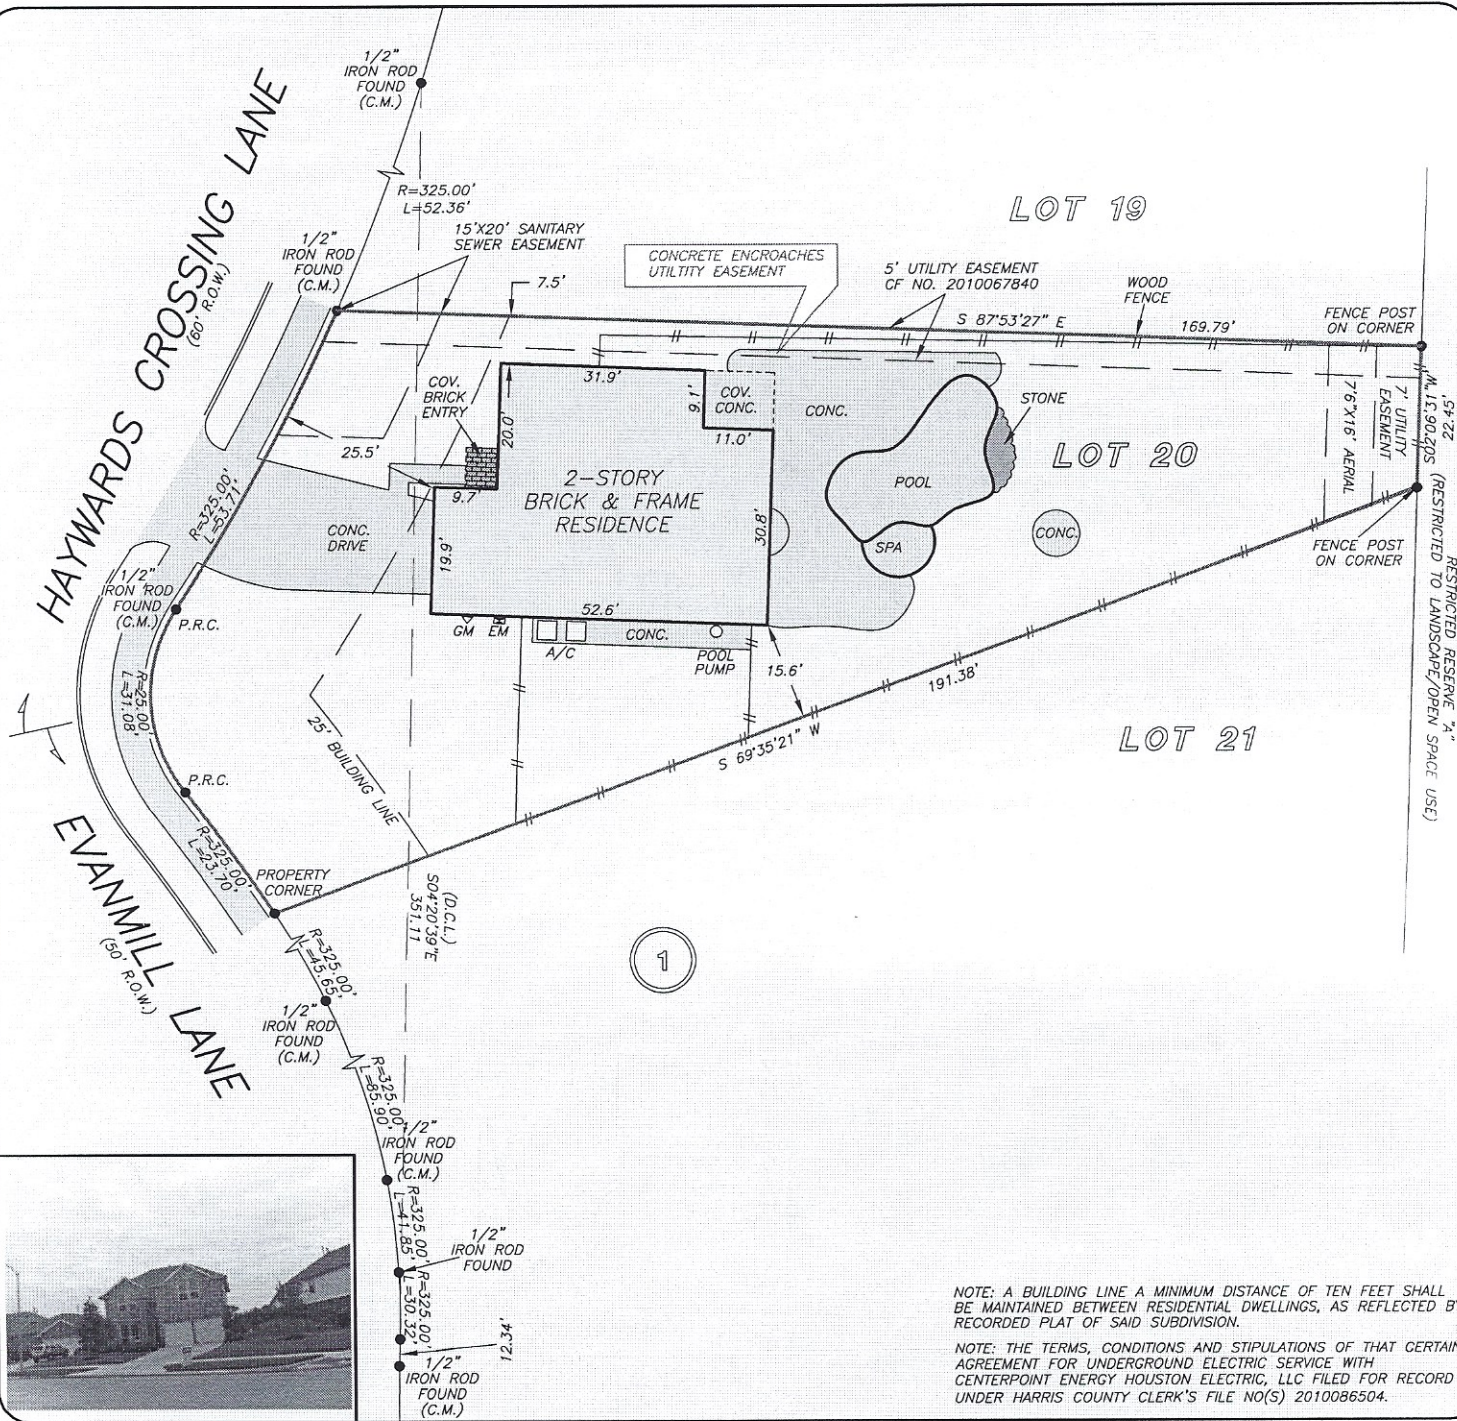 1/2"
IRON ROD
FOUND
(C.M.)
HAYWARDS CROSSING LANE
(60' R.O.W.)
R=325.00'
L=52.36'
15'X20' SANITARY
SEWER EASEMENT
1/2"
IRON ROD
FOUND
(C.M.)
7.5'
CONCRETE ENCROACHES
UTILTITY EASEMENT
LOT 19
5' UTILITY EASEMENT
CF NO. 2010067840
WOOD
FENCE
S 87°53'27" E
169.79'
FENCE POST
ON CORNER
COV.
BRICK
ENTRY
31.9'
20.0'
9.1'
COV.
CONC.
11.0'
CONC.
STONE
7'6"X16' AERIAL
7' UTILITY
EASEMENT
S02°06'31"W
22.45'
RESTRICTED RESERVE "A"
(RESTRICTED TO LANDSCAPE/OPEN SPACE USE)
25.5'
9.7'
2-STORY
BRICK & FRAME
RESIDENCE
LOT 20
POOL
SPA
CONC.
FENCE POST
ON CORNER
R=325.00'
L=53.71'
CONC.
DRIVE
19.9'
30.8'
52.6'
1/2"
IRON ROD
FOUND
(C.M.)
P.R.C.
GM
EM
A/C
CONC.
POOL
PUMP
15.6'
191.38'
S 69°35'21" W
LOT 21
R=25.00'
L=31.08'
25' BUILDING LINE
P.R.C.
R=325.00'
L=23.70'
PROPERTY
CORNER
EVANMILL LANE
(50' R.O.W.)
(D.C.L.)
S04°20'39"E
351.11
1
R=325.00'
L=45.65'
1/2"
IRON ROD
FOUND
(C.M.)
R=325.00'
L=85.90'
1/2"
IRON ROD
FOUND
(C.M.)
R=325.00'
L=41.85'
1/2"
IRON ROD
FOUND
R=325.00'
L=30.32'
12.34'
1/2"
IRON ROD
FOUND
(C.M.)
NOTE: A BUILDING LINE A MINIMUM DISTANCE OF TEN FEET SHALL
BE MAINTAINED BETWEEN RESIDENTIAL DWELLINGS, AS REFLECTED BY
RECORDED PLAT OF SAID SUBDIVISION.
NOTE: THE TERMS, CONDITIONS AND STIPULATIONS OF THAT CERTAIN
AGREEMENT FOR UNDERGROUND ELECTRIC SERVICE WITH
CENTERPOINT ENERGY HOUSTON ELECTRIC, LLC FILED FOR RECORD
UNDER HARRIS COUNTY CLERK'S FILE NO(S) 2010086504.